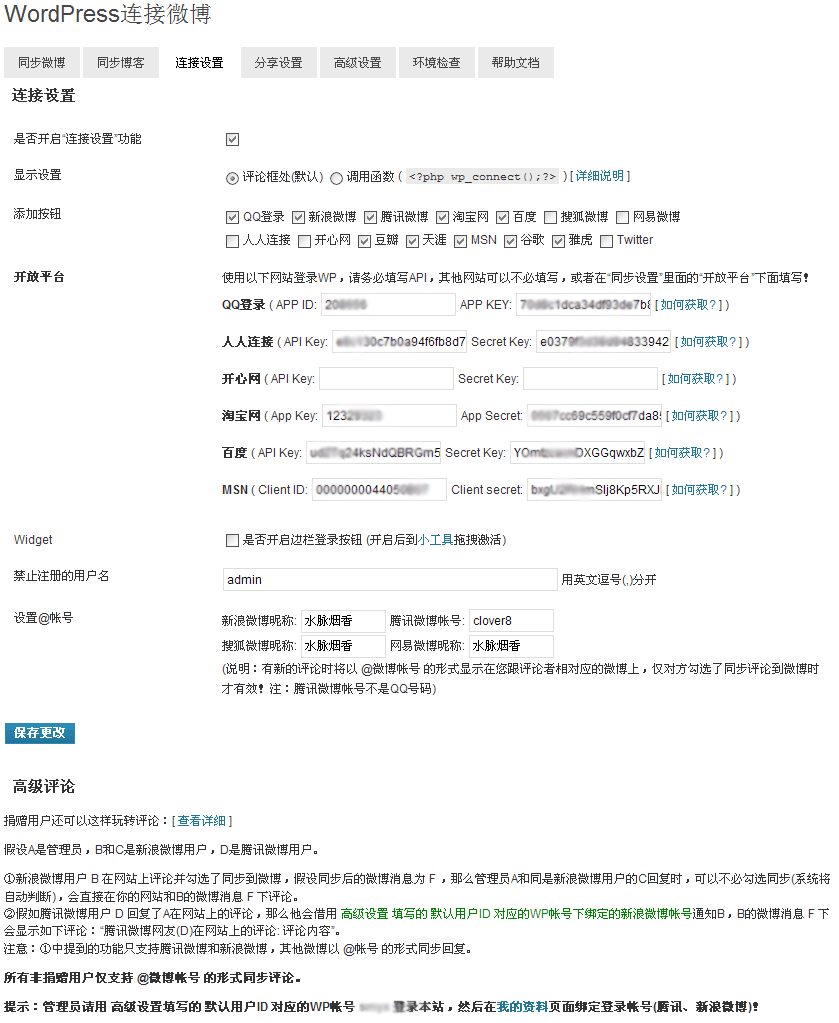 WordPress连接微博
同步微博 同步博客 连接设置 分享设置 高级设置 环境检查 帮助文档
连接设置
是否开启“连接设置”功能
显示设置 评论框处(默认) 调用函数 ( <?php wp_connect();?> ) [ 详细说明 ]
添加按钮 QQ登录 新浪微博 腾讯微博 淘宝网 百度 搜狐微博 网易微博
人人连接 开心网 豆瓣 天涯 MSN 谷歌 雅虎 Twitter
开放平台 使用以下网站登录WP，请务必填写API，其他网站可以不必填写，或者在“同步设置”里面的“开放平台”下面填写！
QQ登录 ( APP ID: APP KEY: 1dca34df93de7b8 [ 如何获取? ] )
人人连接 ( API Key: 30c7b0a94f6fb8d7 Secret Key: e0379 4833942 [ 如何获取? ] )
开心网 ( API Key: Secret Key: [ 如何获取? ] )
淘宝网 ( App Key: 123 App Secret: cc69c559f0cf7da85 [ 如何获取? ] )
百度 ( API Key: 24ksNdQBRGm5 Secret Key: YOm DXGGqwxbZ [ 如何获取? ] )
MSN ( Client ID: 0000000044050 Client secret: SIj8Kp5RXJ [ 如何获取? ] )
Widget 是否开启边栏登录按钮 (开启后到小工具拖拽激活)
禁止注册的用户名 admin 用英文逗号(,)分开
设置@帐号 新浪微博昵称: 水脉烟香 腾讯微博帐号: clover8
搜狐微博昵称: 水脉烟香 网易微博昵称: 水脉烟香
(说明：有新的评论时将以 @微博帐号 的形式显示在您跟评论者相对应的微博上，仅对方勾选了同步评论到微博时
才有效！注：腾讯微博帐号不是QQ号码)
保存更改
高级评论
捐赠用户还可以这样玩转评论：[ 查看详细 ]
假设A是管理员，B和C是新浪微博用户，D是腾讯微博用户。
①新浪微博用户 B 在网站上评论并勾选了同步到微博，假设同步后的微博消息为 F ，那么管理员A和同是新浪微博用户的C回复时，可以不必勾选同步(系统将
自动判断)，会直接在你的网站和B的微博消息 F 下评论。
②假如腾讯微博用户 D 回复了A在网站上的评论，那么他会借用 高级设置 填写的 默认用户ID 对应的WP帐号下绑定的新浪微博帐号通知B，B的微博消息 F 下
会显示如下评论：“腾讯微博网友(D)在网站上的评论: 评论内容”。
注意：①中提到的功能只支持腾讯微博和新浪微博，其他微博以 @帐号 的形式同步回复。
所有非捐赠用户仅支持 @微博帐号 的形式同步评论。
提示：管理员请用 高级设置填写的 默认用户ID 对应的WP帐号 登录本站，然后在我的资料页面绑定登录帐号(腾讯、新浪微博)！